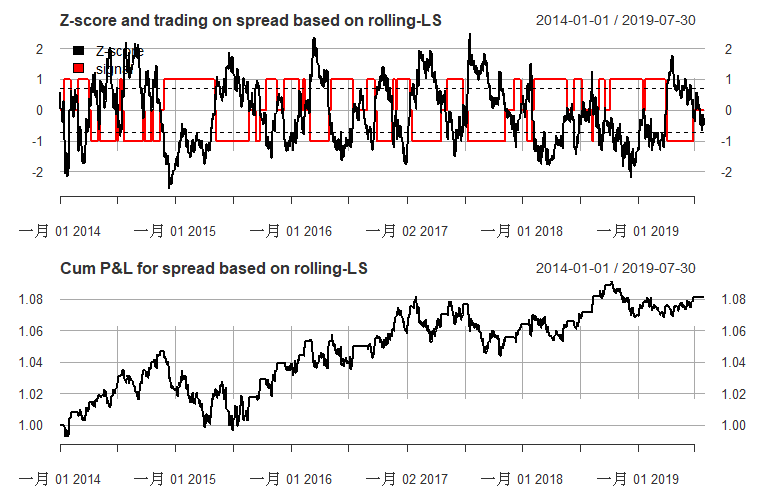 Z-score and trading on spread based on rolling-LS 2014-01-01 / 2019-07-30
Z-score
signal
2 2
1 1
0 0
-1 -1
-2 -2
一月 01 2014 一月 01 2015 一月 01 2016 一月 02 2017 一月 01 2018 一月 01 2019
Cum P&L for spread based on rolling-LS 2014-01-01 / 2019-07-30
1.08 1.08
1.06 1.06
1.04 1.04
1.02 1.02
1.00 1.00
一月 01 2014 一月 01 2015 一月 01 2016 一月 02 2017 一月 01 2018 一月 01 2019